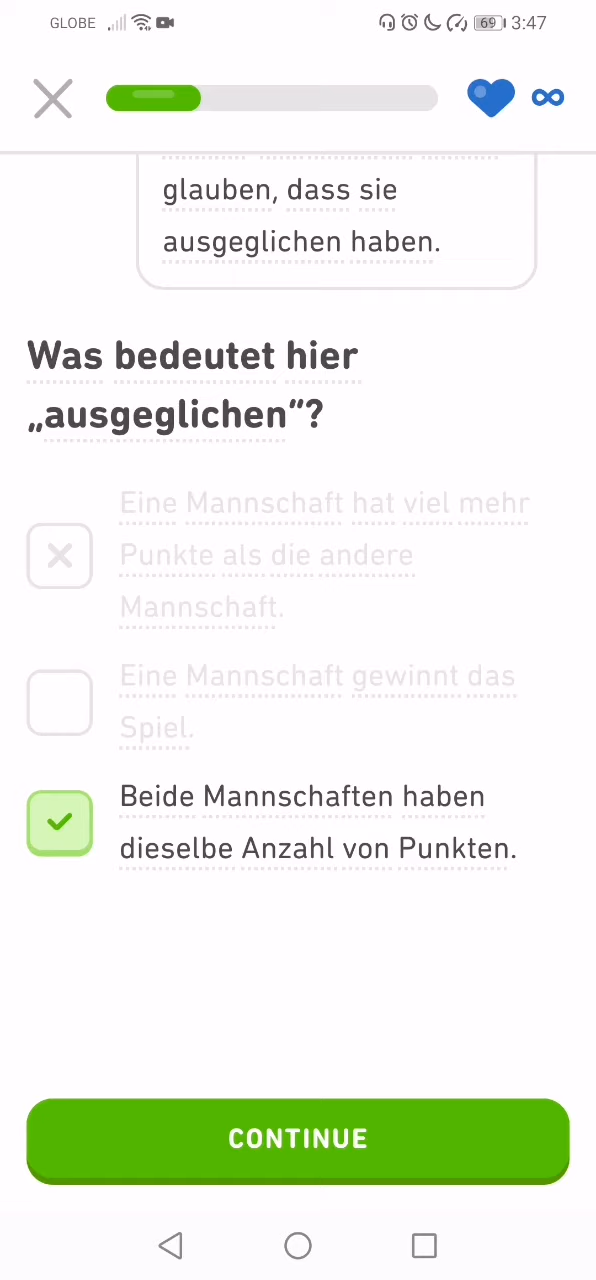 GLOBE 69 3:47
glauben, dass sie
ausgeglichen haben.
Was bedeutet hier
„ausgeglichen“?
Eine Mannschaft hat viel mehr
Punkte als die andere
Mannschaft.
Eine Mannschaft gewinnt das
Spiel.
Beide Mannschaften haben
dieselbe Anzahl von Punkten.
CONTINUE